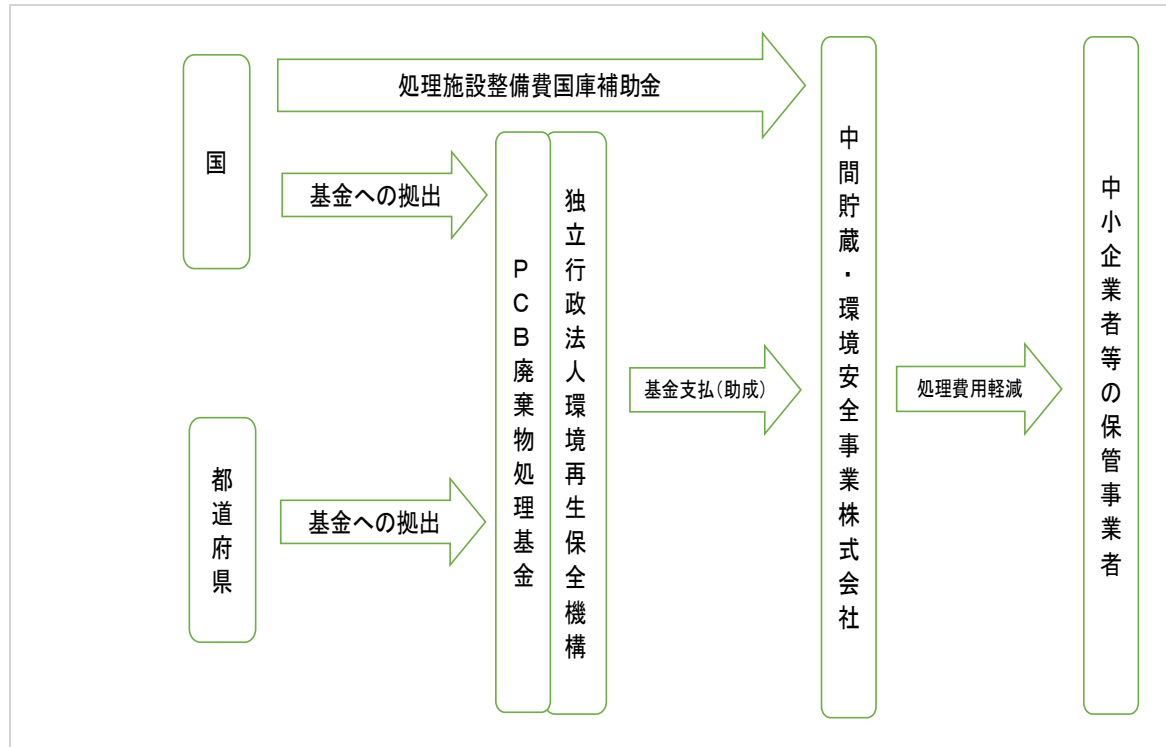 処理施設整備費国庫補助金
国
基金への拠出
都道府県
基金への拠出
PCB廃棄物処理基金
独立行政法人環境再生保全機構
基金支払(助成)
中間貯蔵・環境安全事業株式会社
処理費用軽減
中小企業者等の保管事業者